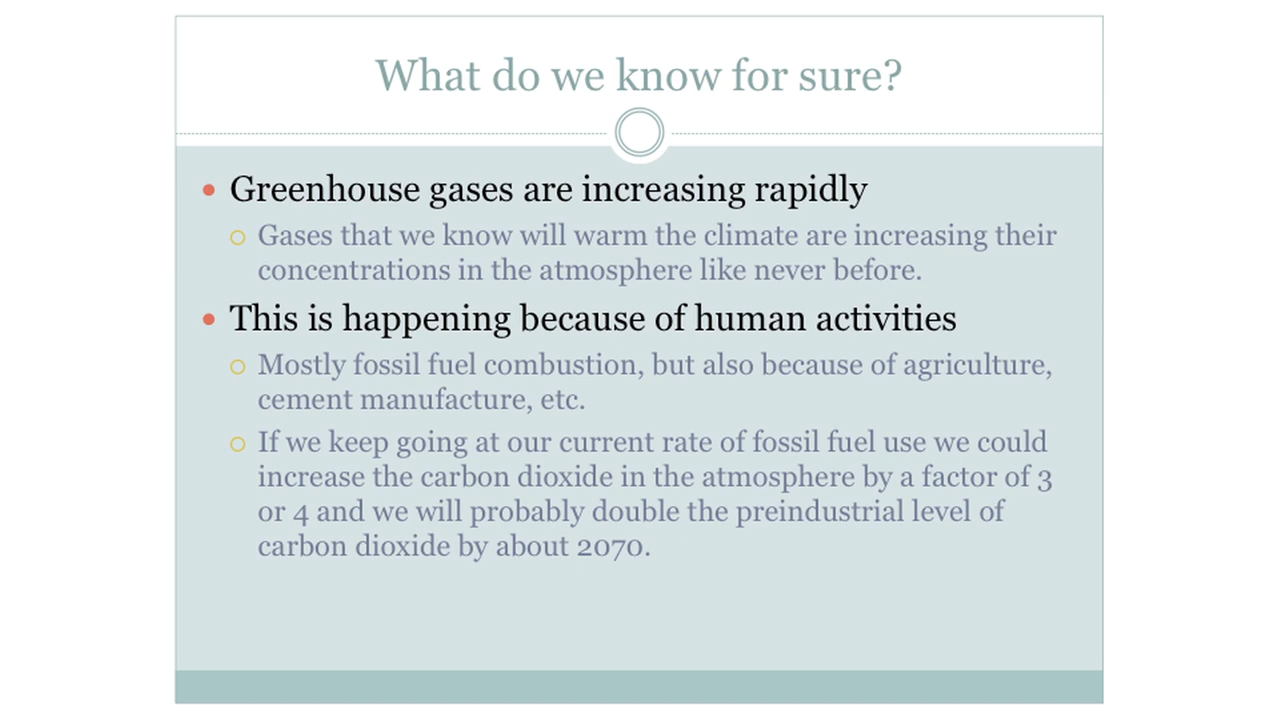 What do we know for sure?
Greenhouse gases are increasing rapidly
Gases that we know will warm the climate are increasing their
concentrations in the atmosphere like never before.
This is happening because of human activities
Mostly fossil fuel combustion, but also because of agriculture,
cement manufacture, etc.
If we keep going at our current rate of fossil fuel use we could
increase the carbon dioxide in the atmosphere by a factor of 3
or 4 and we will probably double the preindustrial level of
carbon dioxide by about 2070.